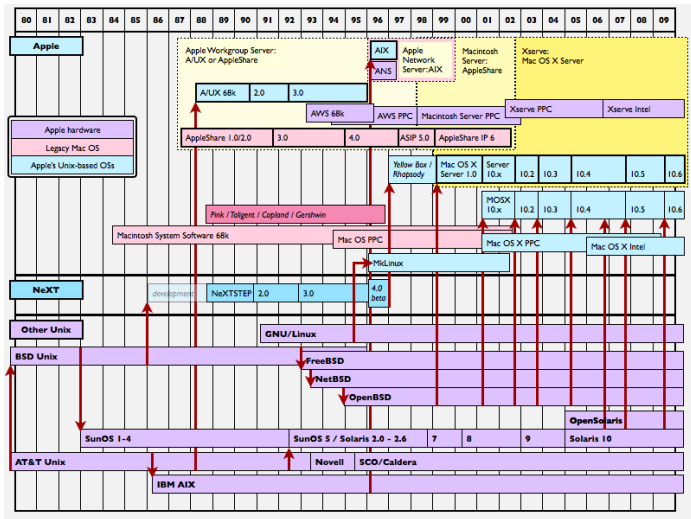 80 81 82 83 84 85 86 87 88 89 90 91 92 93 94 95 96 97 98 99 00 01 02 03 04 05 06 07 08 09
Apple
Apple Workgroup Server:
A/UX or AppleShare
AIX
ANS
Apple
Network
Server:AIX
Macintosh
Server:
AppleShare
Xserve:
Mac OS X Server
A/UX 68k 2.0 3.0
AWS 68k AWS PPC Macintosh Server PPC Xserve PPC Xserve Intel
Apple hardware
Legacy Mac OS
Apple's Unix-based OSs
AppleShare 1.0/2.0 3.0 4.0 ASIP 5.0 AppleShare IP 6
Yellow Box /
Rhapsody
Mac OS X
Server 1.0
Server
10.x
10.2 10.3 10.4 10.5 10.6
MOSX
10.x
10.2 10.3 10.4 10.5 10.6
Pink / Taligent / Copland / Gershwin
Macintosh System Software 68k
Mac OS PPC
Mac OS X PPC
Mac OS X Intel
MkLinux
NeXT
development NeXTSTEP 2.0 3.0
4.0
beta
Other Unix
GNU/Linux
BSD Unix
FreeBSD
NetBSD
OpenBSD
OpenSolaris
SunOS 1-4 SunOS 5 / Solaris 2.0 - 2.6 7 8 9 Solaris 10
AT&T Unix Novell SCO/Caldera
IBM AIX